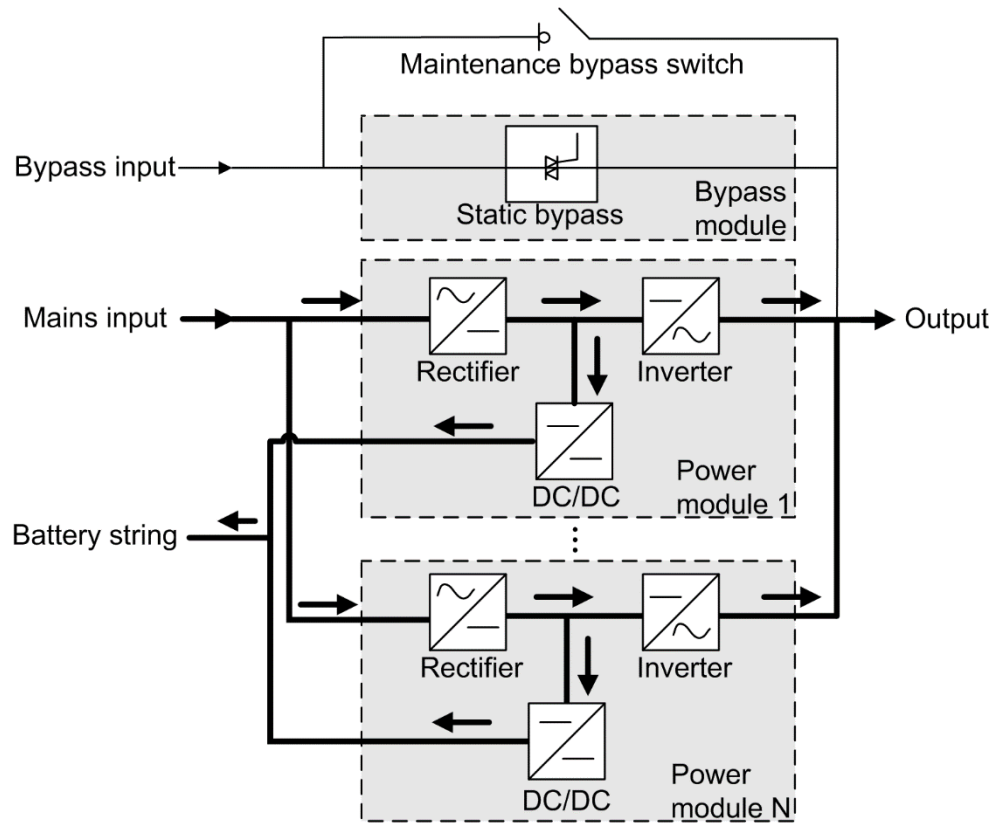 Maintenance bypass switch
Bypass input
Static bypass
Bypass
module
Mains input
Rectifier
Inverter
Output
DC/DC
Power
module 1
Battery string
Rectifier
Inverter
DC/DC
Power
module N